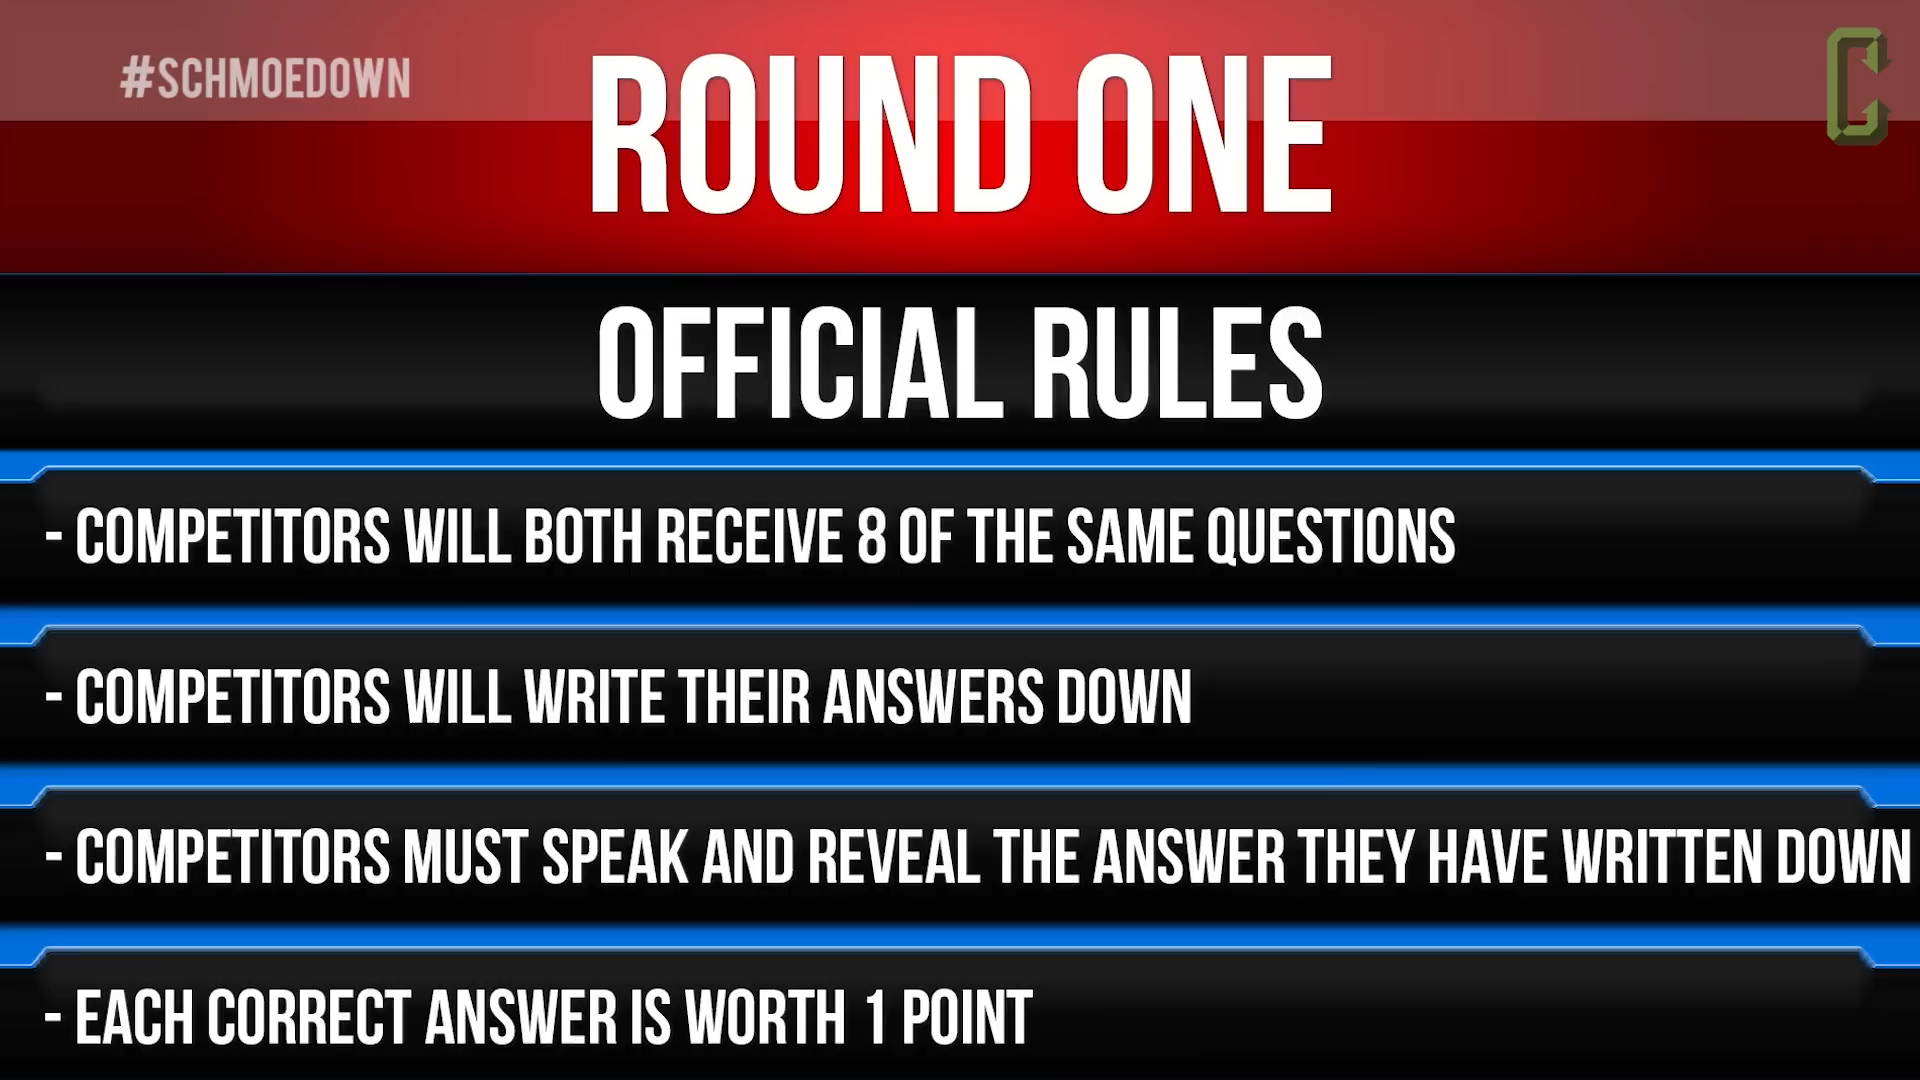 #SCHMOEDOWN
ROUND ONE
OFFICIAL RULES
- COMPETITORS WILL BOTH RECEIVE 8 OF THE SAME QUESTIONS
- COMPETITORS WILL WRITE THEIR ANSWERS DOWN
- COMPETITORS MUST SPEAK AND REVEAL THE ANSWER THEY HAVE WRITTEN DOWN
- EACH CORRECT ANSWER IS WORTH 1 POINT